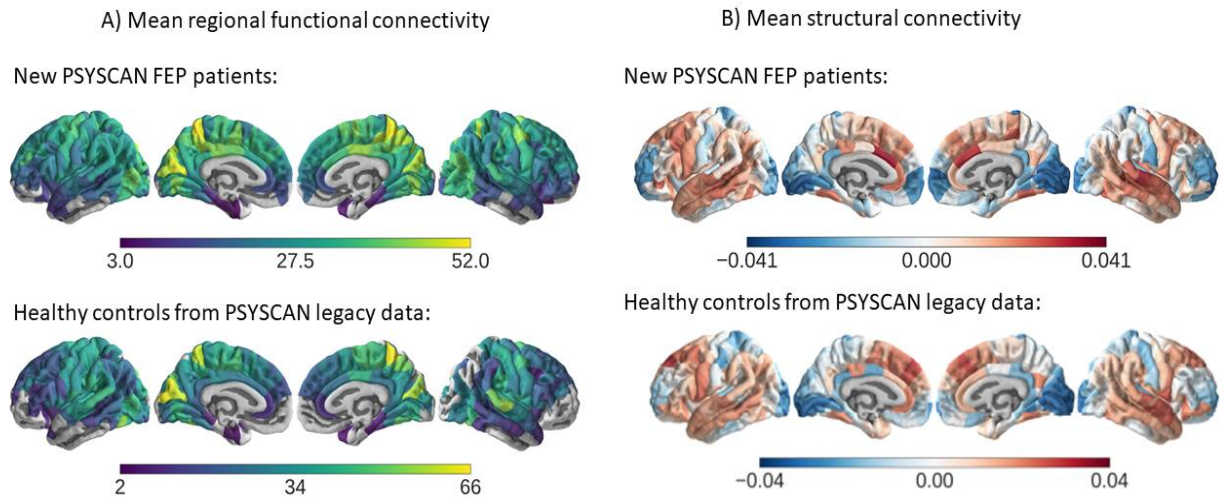 A) Mean regional functional connectivity
New PSYSCAN FEP patients:
3.0 27.5 52.0
Healthy controls from PSYSCAN legacy data:
2 34 66
B) Mean structural connectivity
New PSYSCAN FEP patients:
−0.041 0.000 0.041
Healthy controls from PSYSCAN legacy data:
−0.04 0.00 0.04